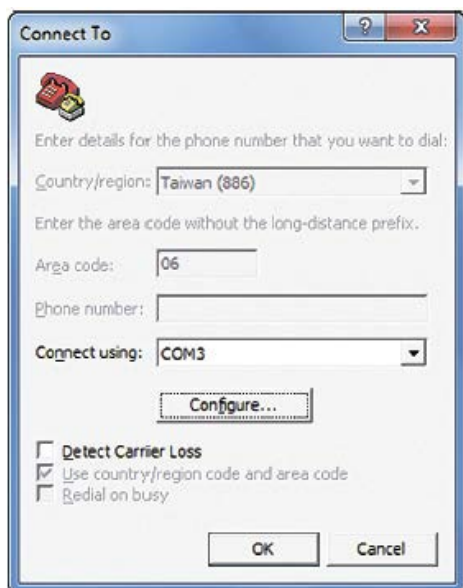 Connect To
Enter details for the phone number that you want to dial:
Country/region: Taiwan (886)
Enter the area code without the long-distance prefix.
Area code: 06
Phone number:
Connect using: COM3
Configure...
Detect Carrier Loss
Use country/region code and area code
Redial on busy
OK Cancel